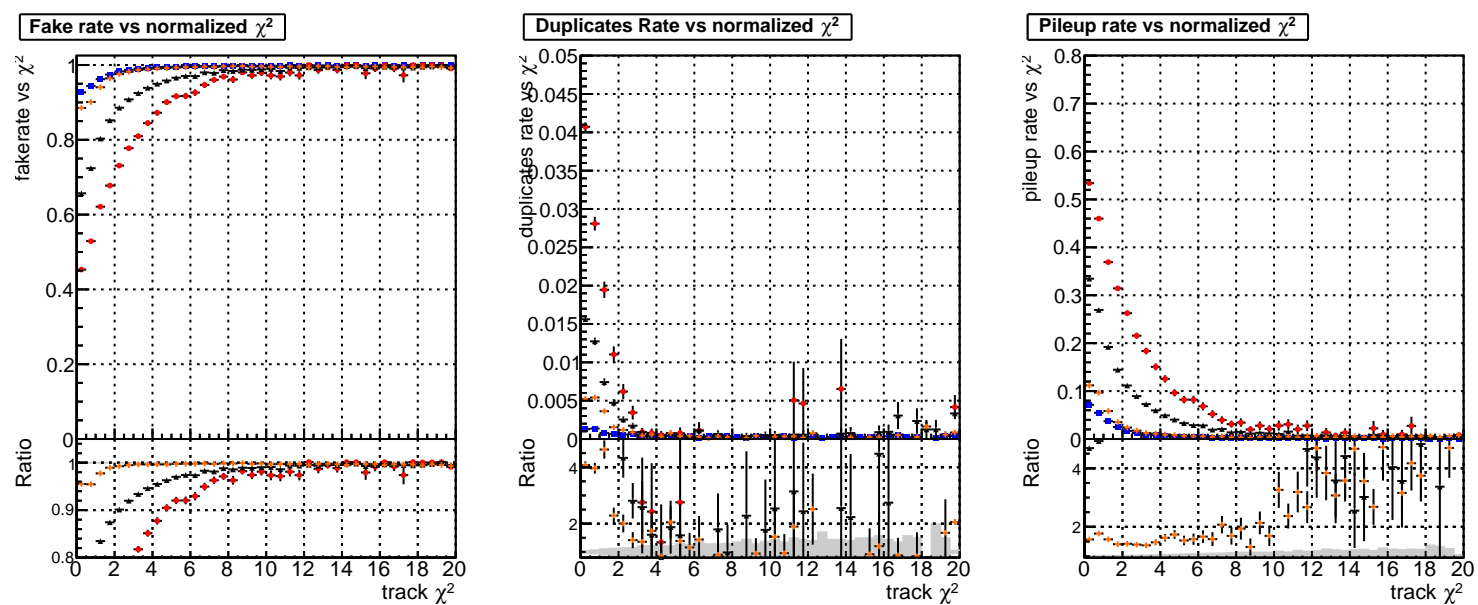 Fake rate vs normalized χ²
fakerate vs χ²
1
0.8
0.6
0.4
0.2
0
Ratio
1
0.9
0.8
0 2 4 6 8 10 12 14 16 18 20
track χ²
Duplicates Rate vs normalized χ²
duplicates rate vs χ²
0.05
0.045
0.04
0.035
0.03
0.025
0.02
0.015
0.01
0.005
0
Ratio
4
2
0 2 4 6 8 10 12 14 16 18 20
track χ²
Pileup rate vs normalized χ²
pileup rate vs χ²
0.8
0.7
0.6
0.5
0.4
0.3
0.2
0.1
0
Ratio
4
2
0 2 4 6 8 10 12 14 16 18 20
track χ²